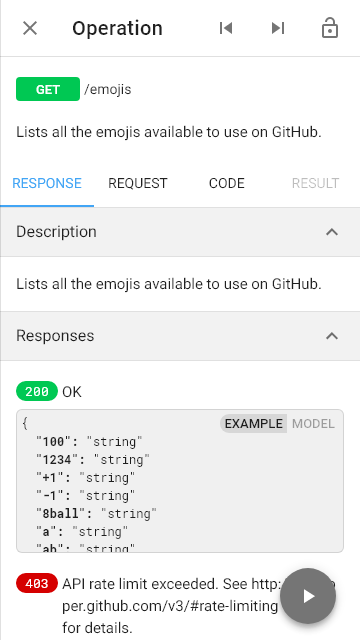 Operation
GET /emojis
Lists all the emojis available to use on GitHub.
RESPONSE REQUEST CODE RESULT
Description
Lists all the emojis available to use on GitHub.
Responses
200 OK
EXAMPLE MODEL
{
"100": "string"
"1234": "string"
"+1": "string"
"-1": "string"
"8ball": "string"
"a": "string"
"ab": "string"
403 API rate limit exceeded. See http:
per.github.com/v3/#rate-limiting
for details.